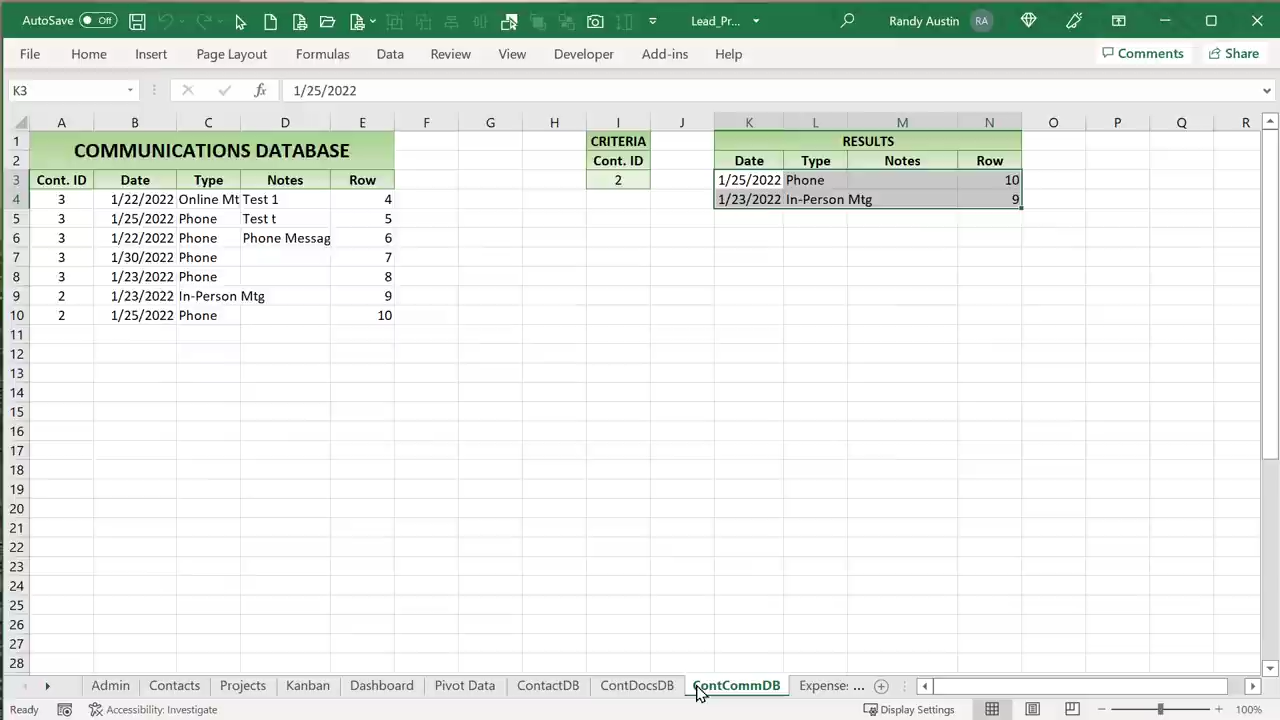 AutoSave Off Lead_Pr... Randy Austin RA
File Home Insert Page Layout Formulas Data Review View Developer Add-ins Help Comments Share
K3 fx 1/25/2022
A B C D E F G H I J K L M N O P Q R
1 COMMUNICATIONS DATABASE CRITERIA RESULTS
2 Cont. ID Date Type Notes Row
3 Cont. ID Date Type Notes Row 2 1/25/2022 Phone 10
4 3 1/22/2022 Online Mt Test 1 4 1/23/2022 In-Person Mtg 9
5 3 1/25/2022 Phone Test t 5
6 3 1/22/2022 Phone Phone Messag 6
7 3 1/30/2022 Phone 7
8 3 1/23/2022 Phone 8
9 2 1/23/2022 In-Person Mtg 9
10 2 1/25/2022 Phone 10
11
12
13
14
15
16
17
18
19
20
21
22
23
24
25
26
27
28
Admin Contacts Projects Kanban Dashboard Pivot Data ContactDB ContDocsDB ContCommDB Expense: ...
Ready Accessibility: Investigate Display Settings 100%